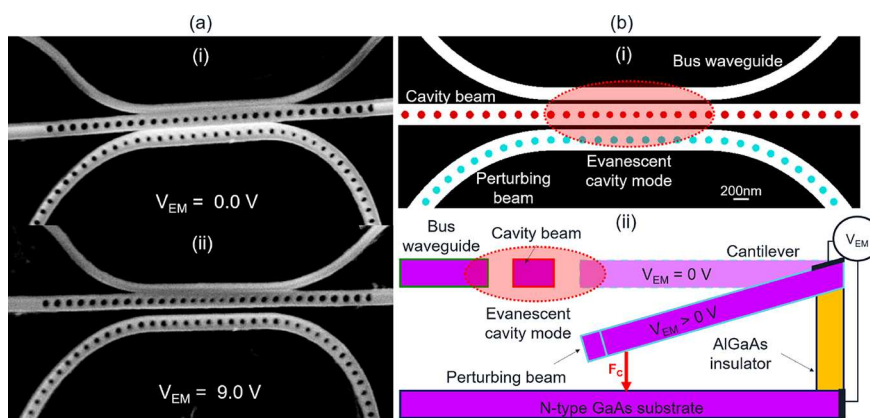 (a)
(i)
V_EM = 0.0 V
(ii)
V_EM = 9.0 V
(b)
(i)
Bus waveguide
Cavity beam
Evanescent
cavity mode
Perturbing
beam
200nm
(ii)
Bus
waveguide
Cavity beam
Cantilever
V_EM
V_EM = 0 V
Evanescent
cavity mode
V_EM > 0 V
AlGaAs
insulator
Perturbing beam
F_C
N-type GaAs substrate